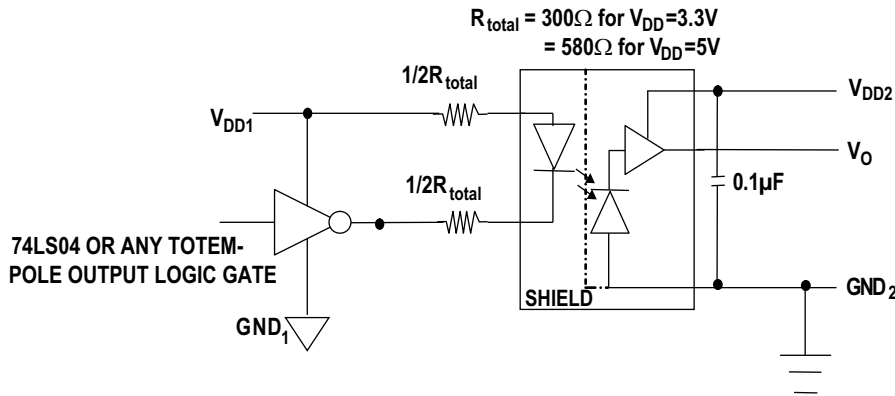 R_total = 300Ω for V_DD=3.3V
= 580Ω for V_DD=5V
1/2R_total
V_DD1
V_DD2
V_O
1/2R_total
0.1µF
74LS04 OR ANY TOTEM-
POLE OUTPUT LOGIC GATE
SHIELD
GND_2
GND_1